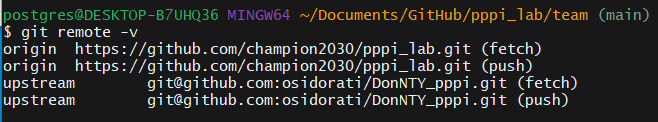 postgres@DESKTOP-B7UHQ36 MINGW64 ~/Documents/GitHub/pppi_lab/team (main)
$ git remote -v
origin  https://github.com/champion2030/pppi_lab.git (fetch)
origin  https://github.com/champion2030/pppi_lab.git (push)
upstream        git@github.com:osidorati/DonNTY_pppi.git (fetch)
upstream        git@github.com:osidorati/DonNTY_pppi.git (push)